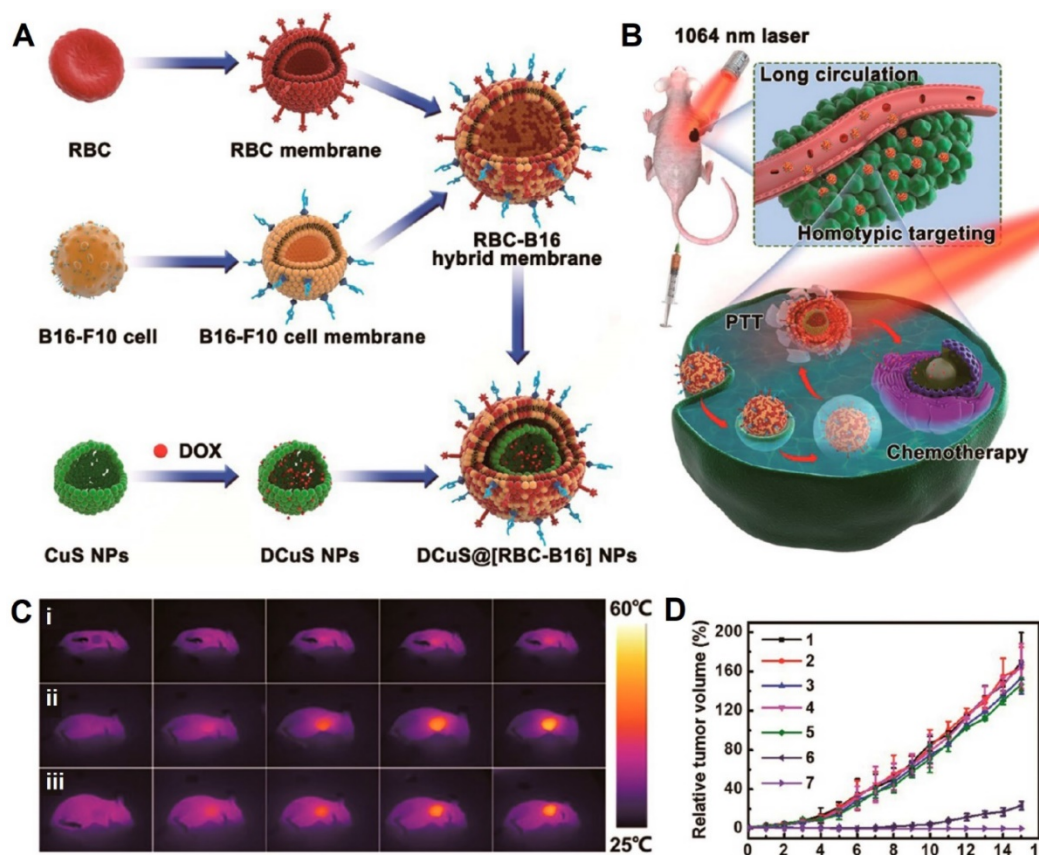 A
RBC
RBC membrane
B16-F10 cell
B16-F10 cell membrane
RBC-B16
hybrid membrane
DOX
CuS NPs
DCuS NPs
DCuS@[RBC-B16] NPs
B
1064 nm laser
Long circulation
Homotypic targeting
PTT
Chemotherapy
C
i
ii
iii
60℃
25℃
D
Relative tumor volume (%)
200
160
120
80
40
0
1
2
3
4
5
6
7
0 2 4 6 8 10 12 14 1